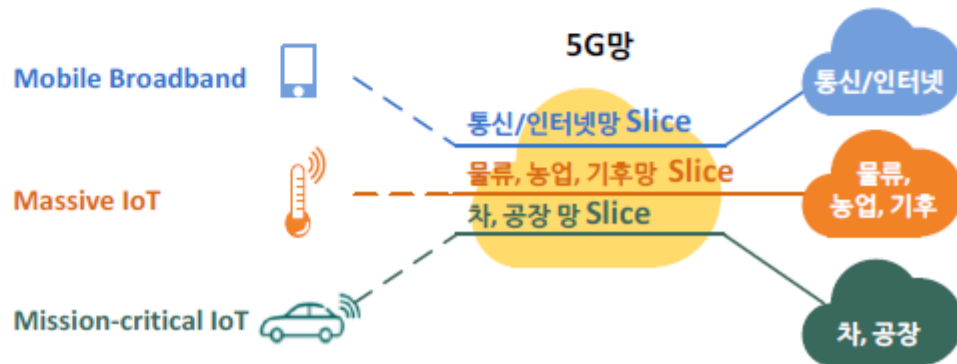 5G망
Mobile Broadband
통신/인터넷
통신/인터넷망 Slice
물류, 농업, 기후망 Slice
Massive IoT
물류,
농업, 기후
차, 공장 망 Slice
Mission-critical IoT
차, 공장